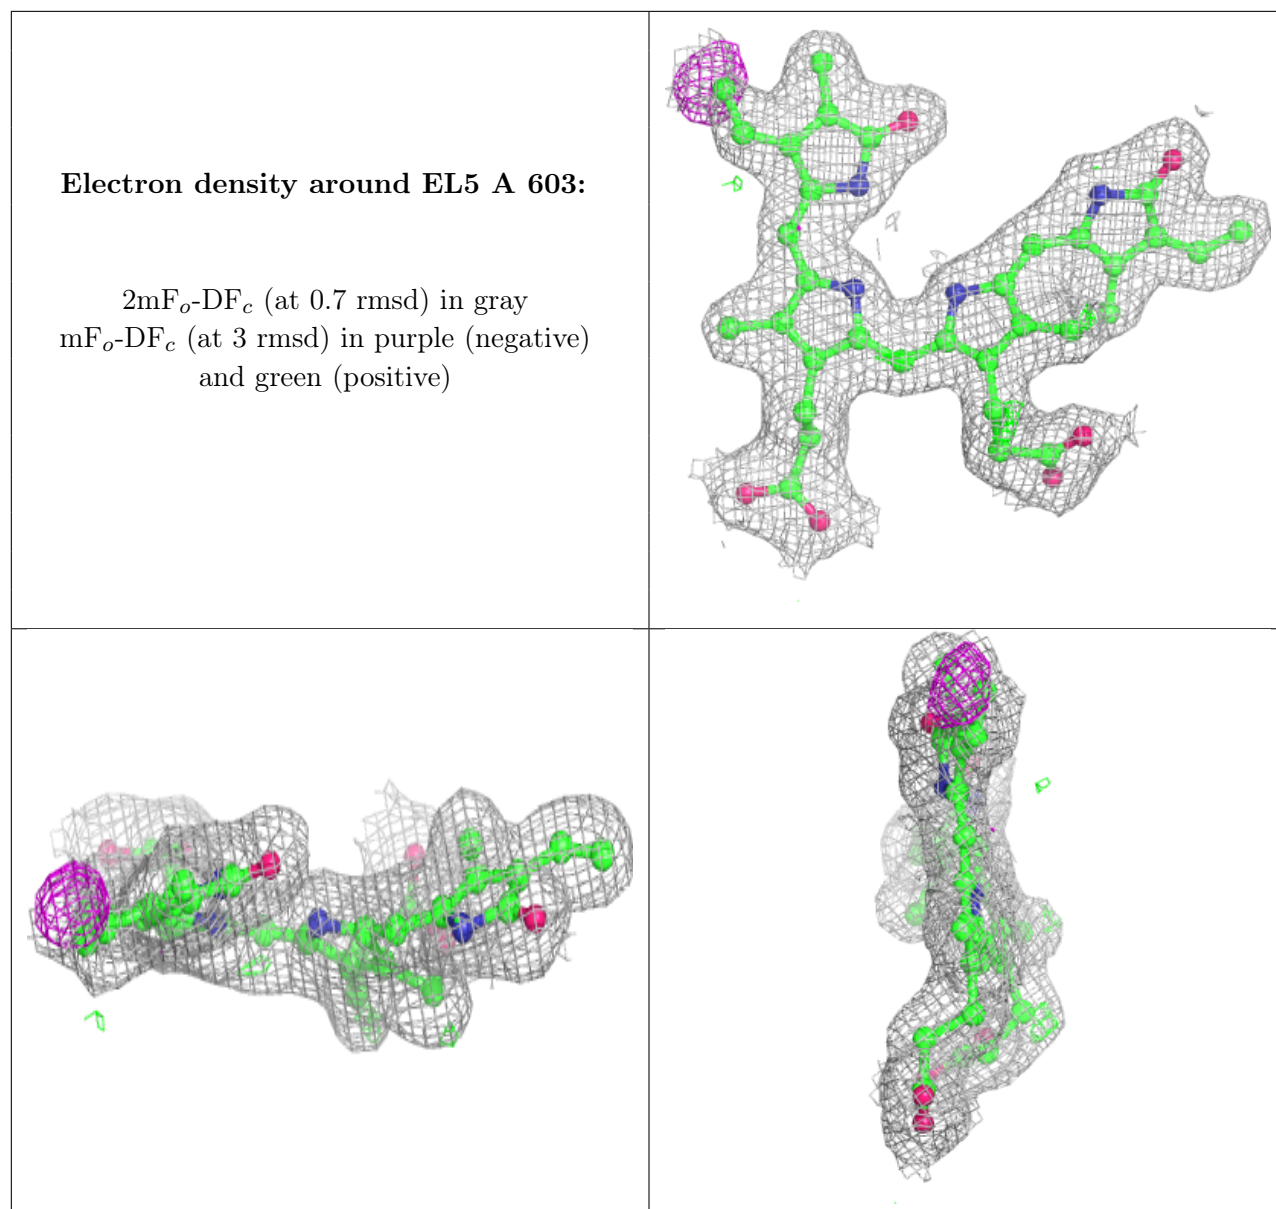 Electron density around EL5 A 603:
2mFo-DFc (at 0.7 rmsd) in gray
mFo-DFc (at 3 rmsd) in purple (negative)
and green (positive)